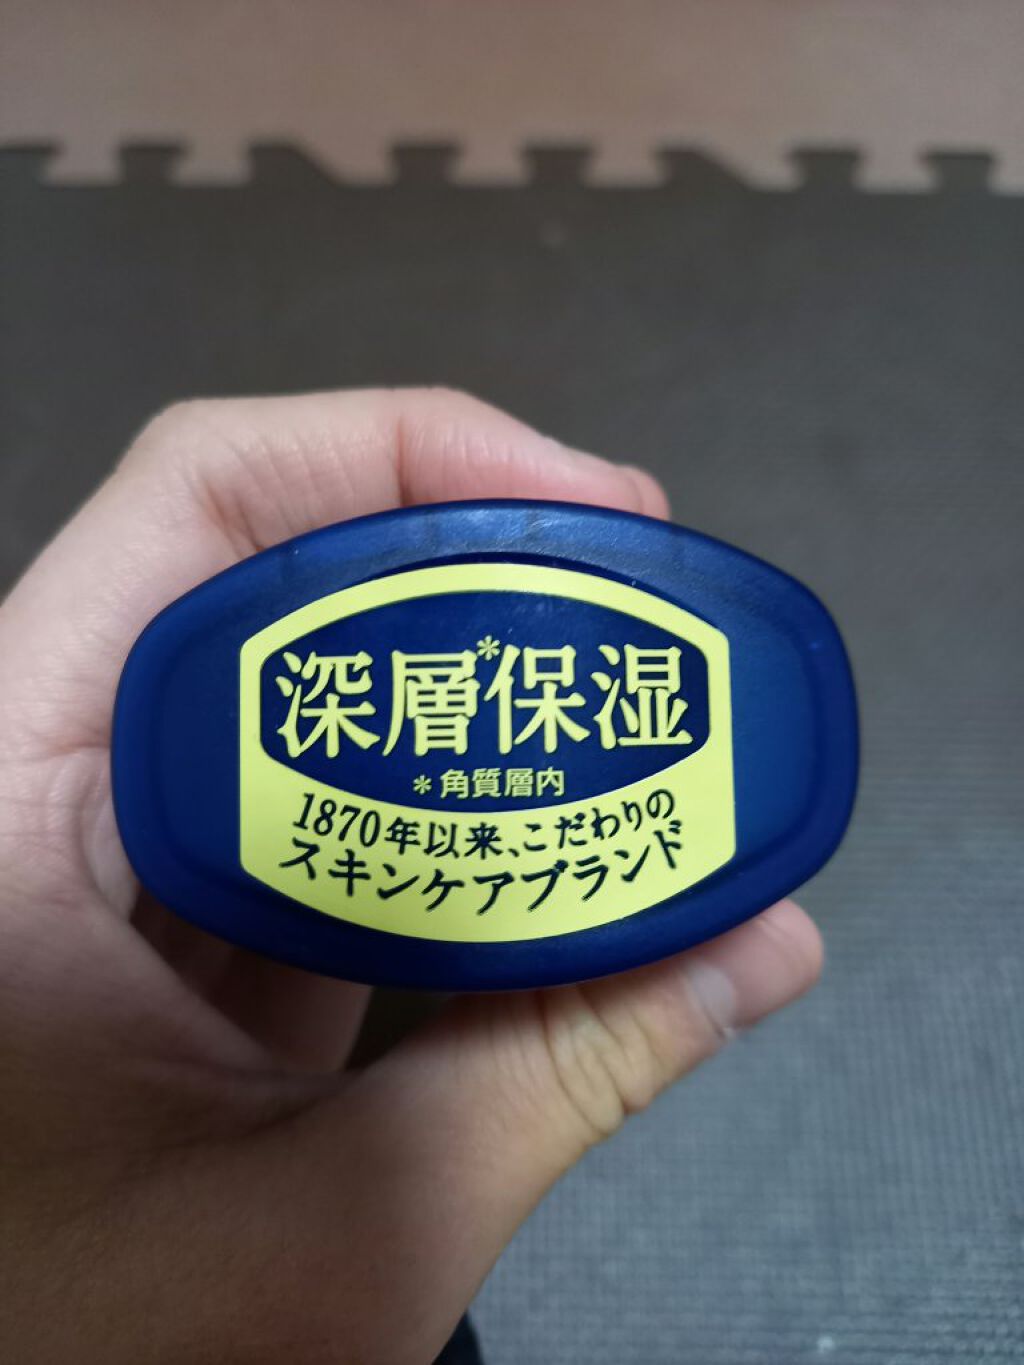 深層*保湿
*角質層内
1870年以来、こだわりの
スキンケアブランド